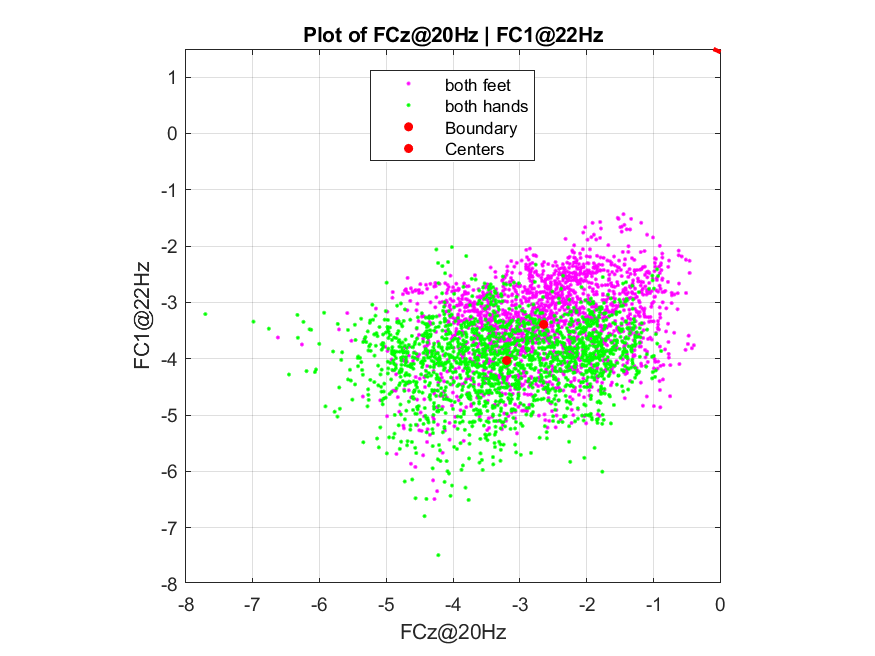 Plot of FCz@20Hz | FC1@22Hz
both feet
both hands
Boundary
Centers
1
0
-1
-2
-3
-4
-5
-6
-7
-8
FC1@22Hz
-8 -7 -6 -5 -4 -3 -2 -1 0
FCz@20Hz